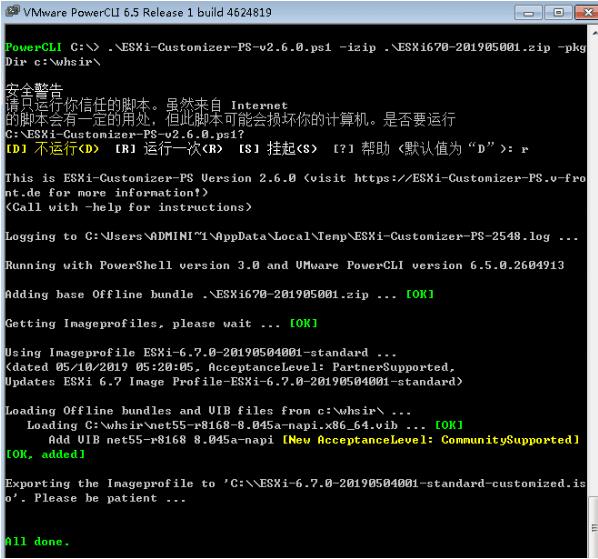 VMware PowerCLI 6.5 Release 1 build 4624819
PowerCLI C:\> .\ESXi-Customizer-PS-v2.6.0.ps1 -izip .\ESXi670-201905001.zip -pkg
Dir c:\whsir\
安全警告
请只运行你信任的脚本。虽然来自 Internet
的脚本会有一定的用处，但此脚本可能会损坏你的计算机。是否要运行
C:\ESXi-Customizer-PS-v2.6.0.ps1?
[D] 不运行(D)  [R] 运行一次(R)  [S] 挂起(S)  [?] 帮助 (默认值为“D”): r
This is ESXi-Customizer-PS Version 2.6.0 (visit https://ESXi-Customizer-PS.v-fro
nt.de for more information!)
(Call with -help for instructions)
Logging to C:\Users\ADMINI~1\AppData\Local\Temp\ESXi-Customizer-PS-2548.log ...
Running with PowerShell version 3.0 and VMware PowerCLI version 6.5.0.2604913
Adding base Offline bundle .\ESXi670-201905001.zip ... [OK]
Getting Imageprofiles, please wait ... [OK]
Using Imageprofile ESXi-6.7.0-20190504001-standard ...
(dated 05/10/2019 05:20:05, AcceptanceLevel: PartnerSupported,
Updates ESXi 6.7 Image Profile-ESXi-6.7.0-20190504001-standard)
Loading Offline bundles and VIB files from c:\whsir\ ...
Loading C:\whsir\net55-r8168-8.045a-napi.x86_64.vib ... [OK]
Add VIB net55-r8168 8.045a-napi [New AcceptanceLevel: CommunitySupported]
[OK, added]
Exporting the Imageprofile to 'C:\\ESXi-6.7.0-20190504001-standard-customized.is
o'. Please be patient ...
All done.